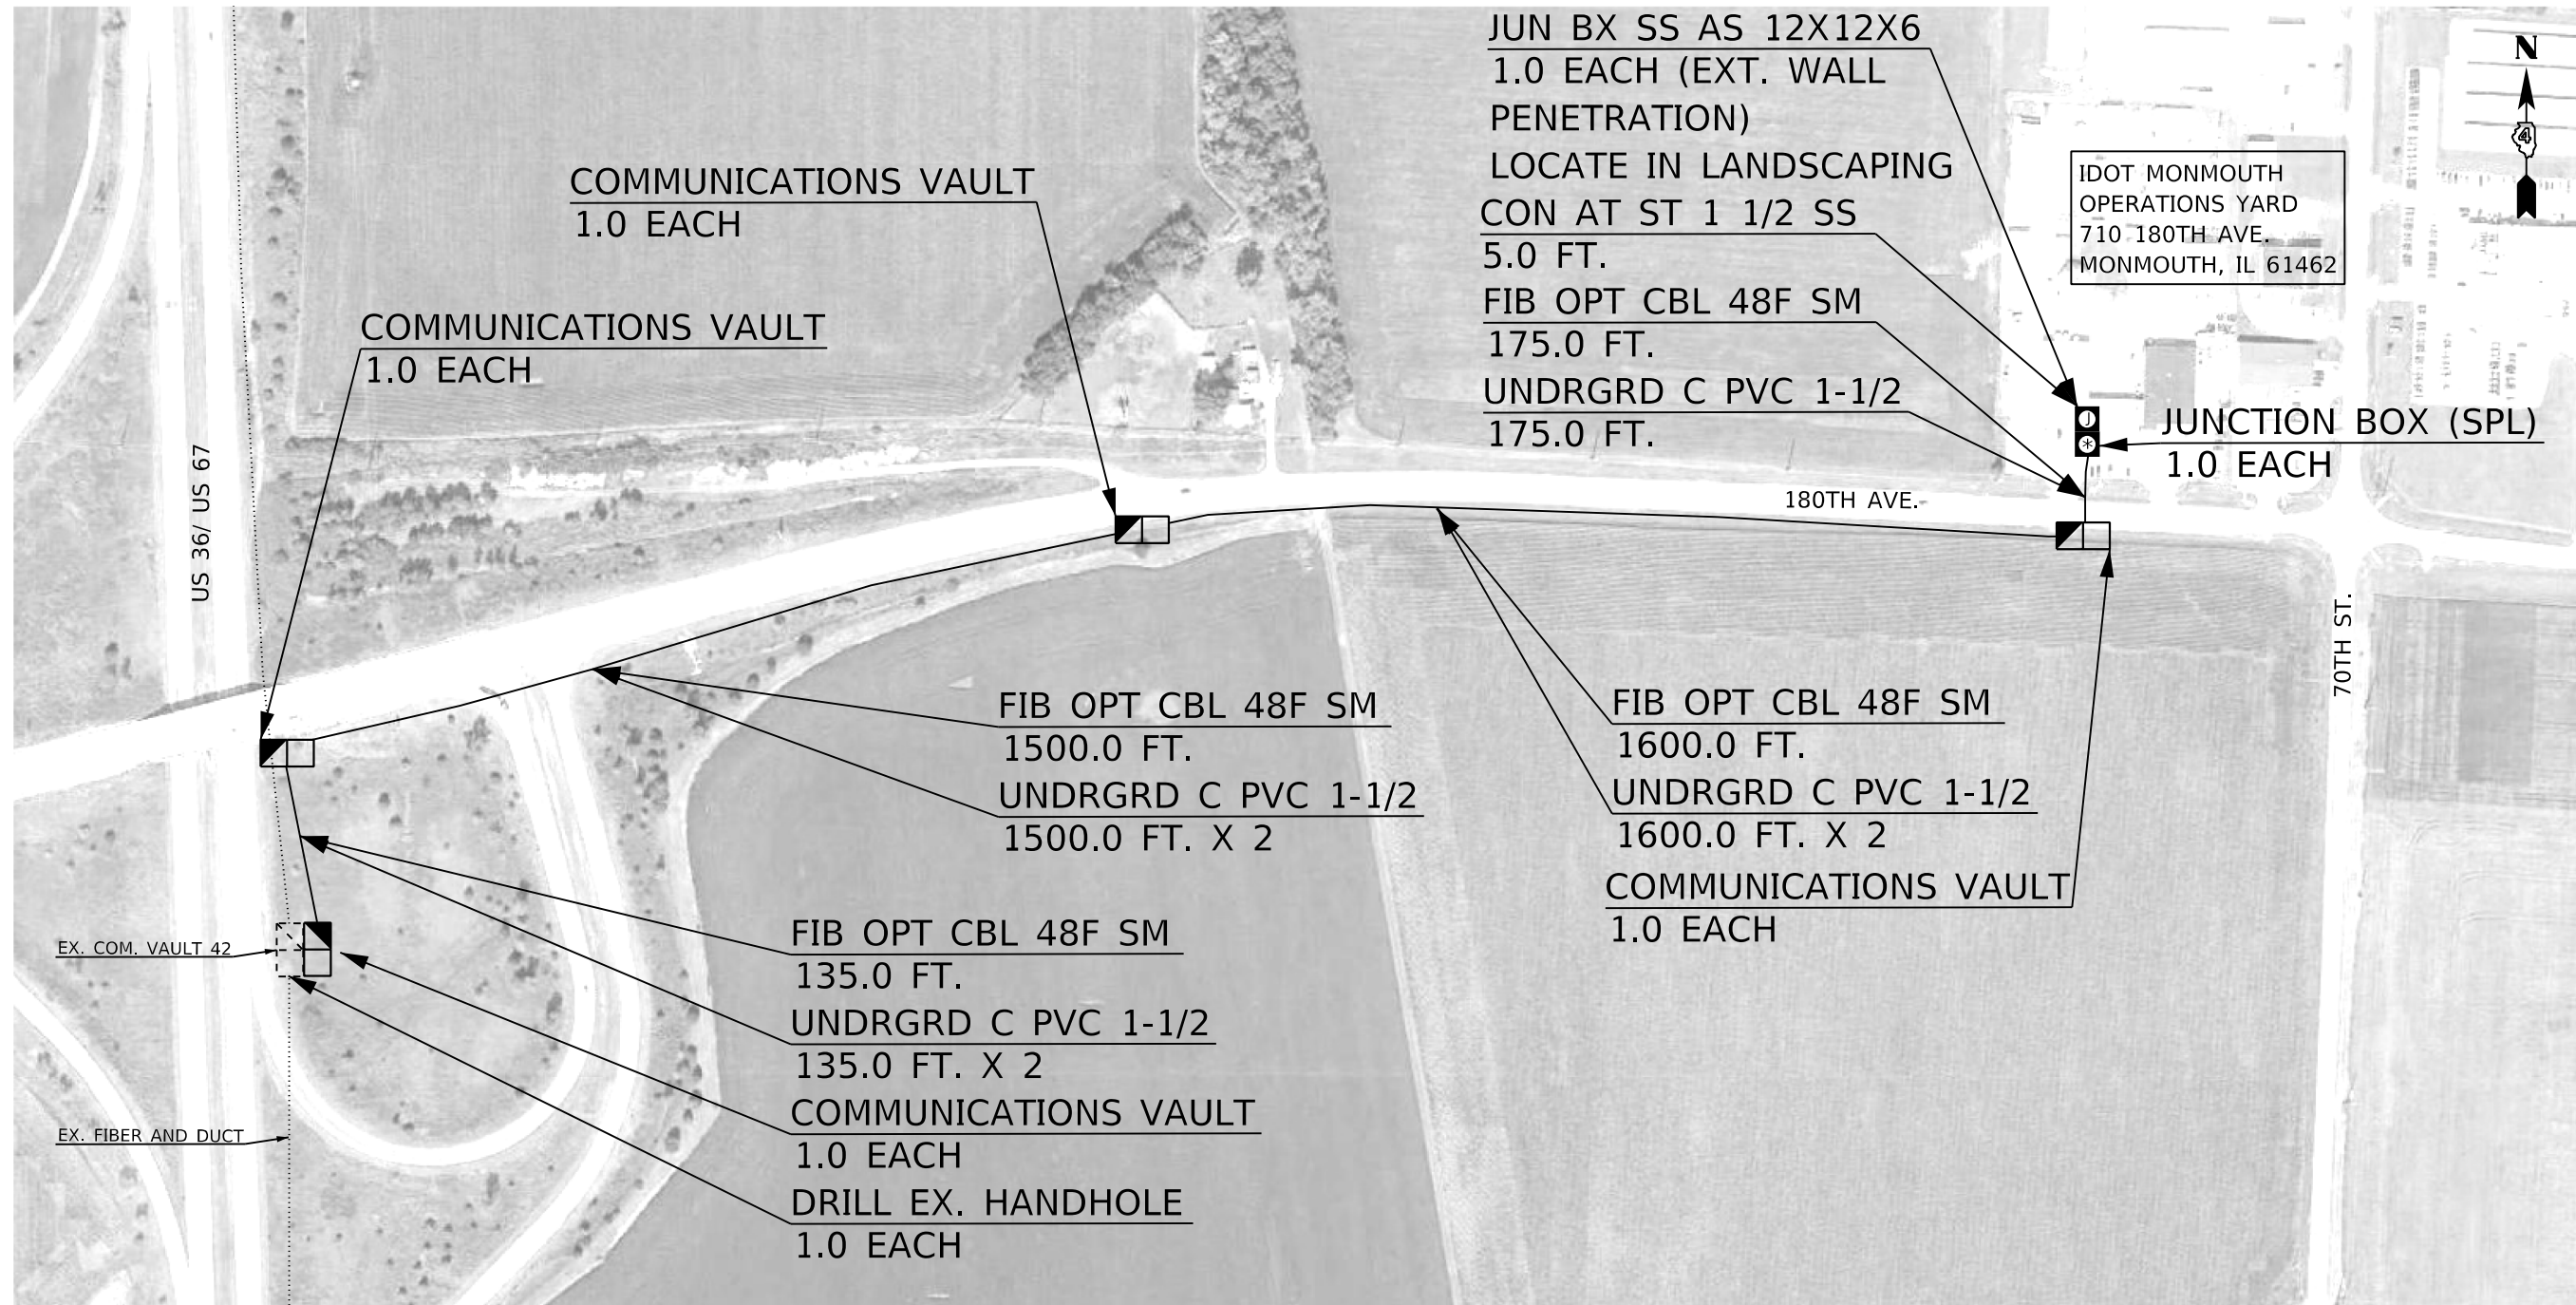 JUN BX SS AS 12X12X6
1.0 EACH (EXT. WALL
PENETRATION)
LOCATE IN LANDSCAPING
CON AT ST 1 1/2 SS
5.0 FT.
FIB OPT CBL 48F SM
175.0 FT.
UNDRGRD C PVC 1-1/2
175.0 FT.
N
4
IDOT MONMOUTH
OPERATIONS YARD
710 180TH AVE.
MONMOUTH, IL 61462
COMMUNICATIONS VAULT
1.0 EACH
COMMUNICATIONS VAULT
1.0 EACH
J
*
JUNCTION BOX (SPL)
1.0 EACH
US 36/ US 67
180TH AVE.
70TH ST.
FIB OPT CBL 48F SM
1500.0 FT.
UNDRGRD C PVC 1-1/2
1500.0 FT. X 2
FIB OPT CBL 48F SM
1600.0 FT.
UNDRGRD C PVC 1-1/2
1600.0 FT. X 2
COMMUNICATIONS VAULT
1.0 EACH
EX. COM. VAULT 42
EX. FIBER AND DUCT
FIB OPT CBL 48F SM
135.0 FT.
UNDRGRD C PVC 1-1/2
135.0 FT. X 2
COMMUNICATIONS VAULT
1.0 EACH
DRILL EX. HANDHOLE
1.0 EACH